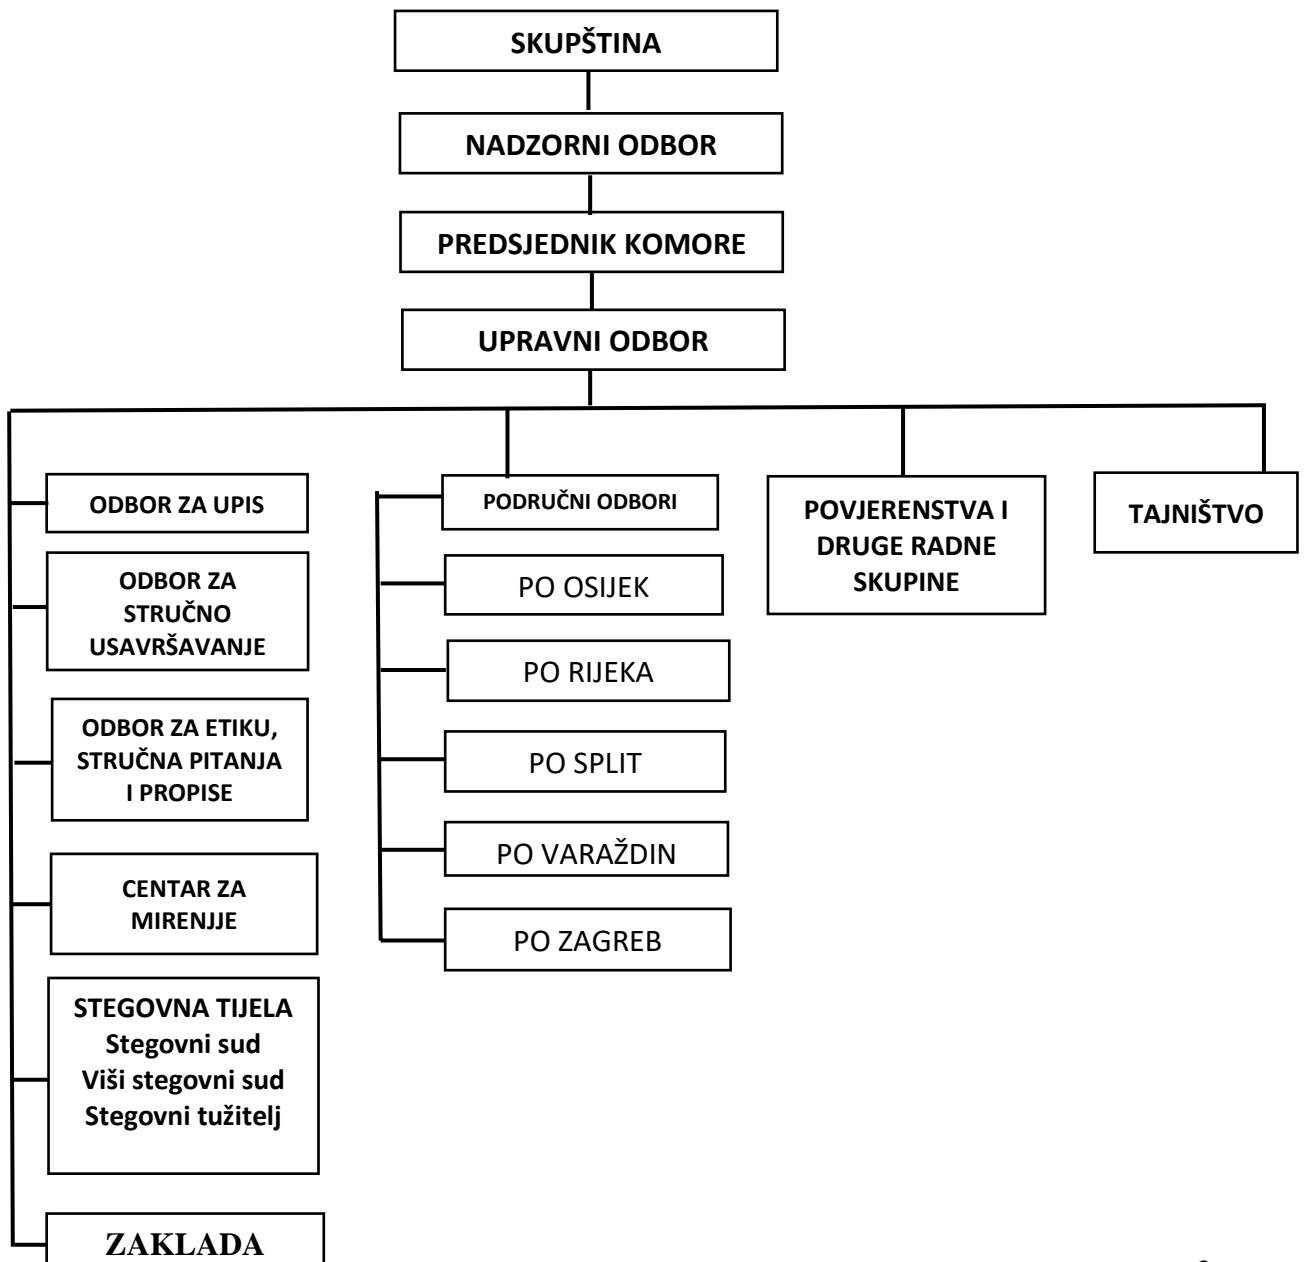 SKUPŠTINA
NADZORNI ODBOR
PREDSJEDNIK KOMORE
UPRAVNI ODBOR
ODBOR ZA UPIS
ODBOR ZA
STRUČNO
USAVRŠAVANJE
ODBOR ZA ETIKU,
STRUČNA PITANJA
I PROPISE
CENTAR ZA
MIRENJJE
STEGOVNA TIJELA
Stegovni sud
Viši stegovni sud
Stegovni tužitelj
ZAKLADA
PODRUČNI ODBORI
PO OSIJEK
PO RIJEKA
PO SPLIT
PO VARAŽDIN
PO ZAGREB
POVJERENSTVA I
DRUGE RADNE
SKUPINE
TAJNIŠTVO